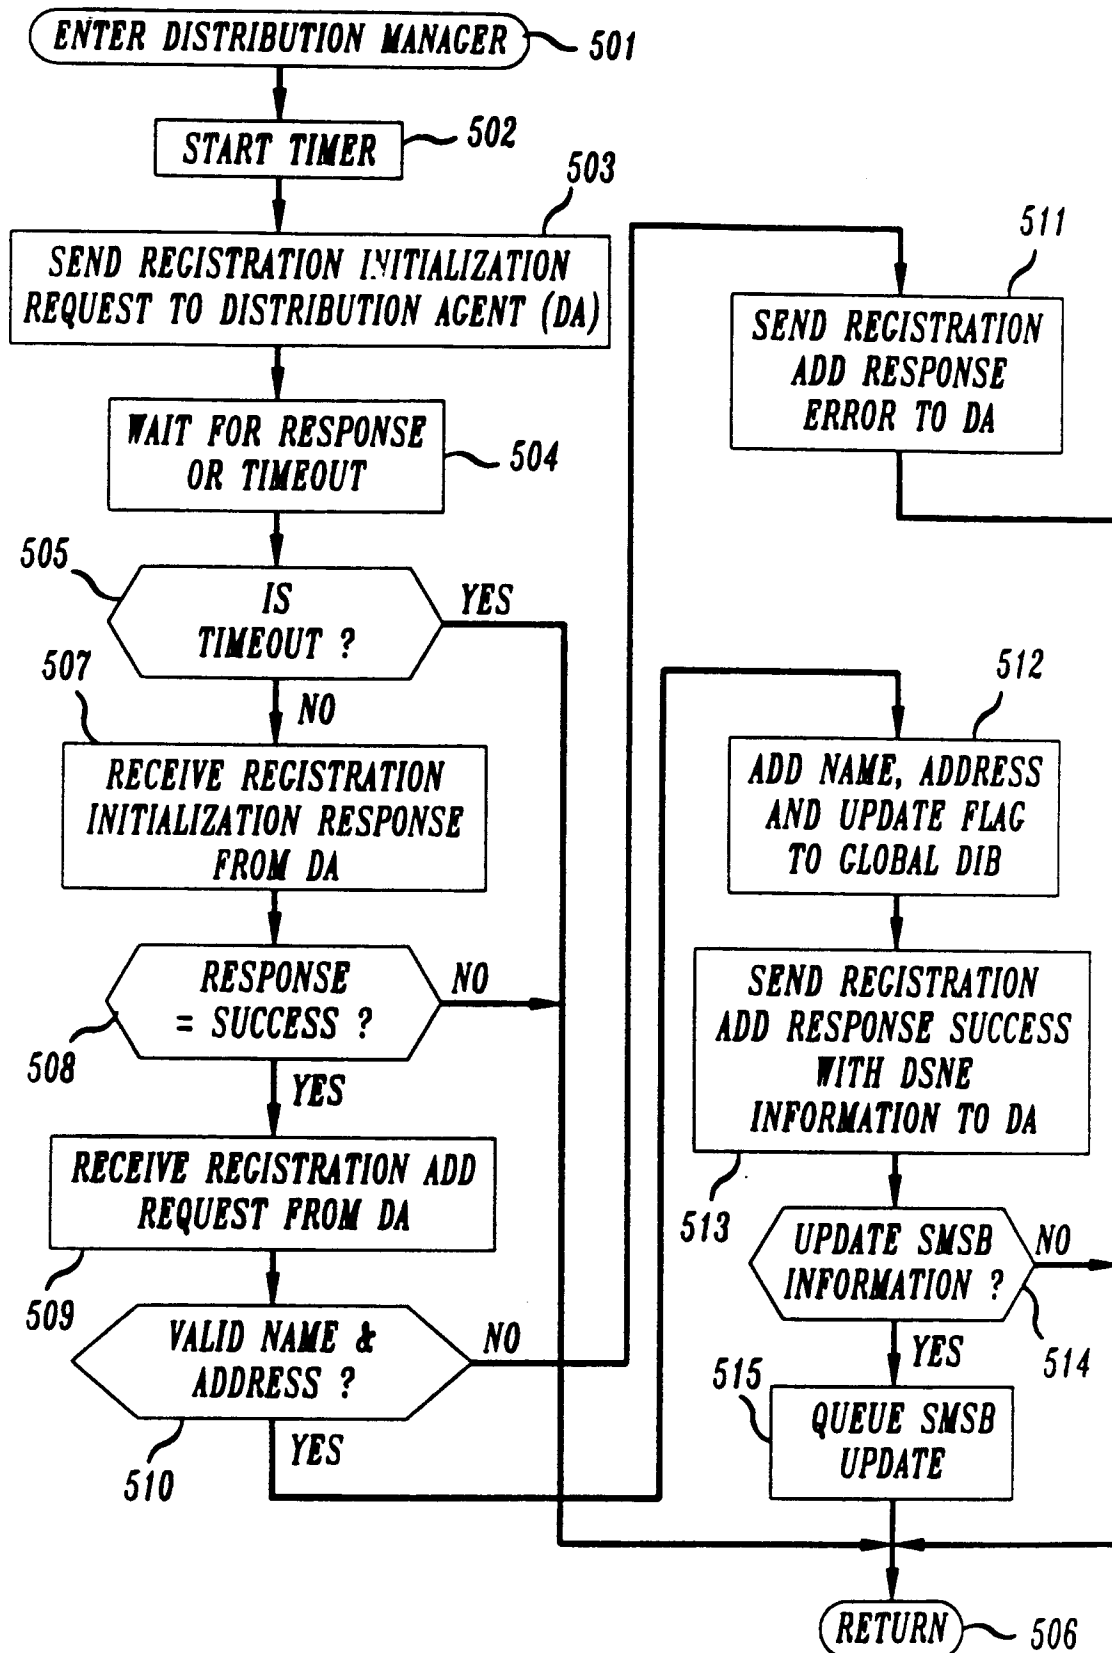 ENTER DISTRIBUTION MANAGER
501
START TIMER
502
503
SEND REGISTRATION INITIALIZATION
REQUEST TO DISTRIBUTION AGENT (DA)
WAIT FOR RESPONSE
OR TIMEOUT
504
505
IS
TIMEOUT ?
YES
507
NO
RECEIVE REGISTRATION
INITIALIZATION RESPONSE
FROM DA
RESPONSE
= SUCCESS ?
NO
508
YES
RECEIVE REGISTRATION ADD
REQUEST FROM DA
509
VALID NAME &
ADDRESS ?
NO
510
YES
511
SEND REGISTRATION
ADD RESPONSE
ERROR TO DA
512
ADD NAME, ADDRESS
AND UPDATE FLAG
TO GLOBAL DIB
SEND REGISTRATION
ADD RESPONSE SUCCESS
WITH DSNE
INFORMATION TO DA
513
UPDATE SMSB
INFORMATION ?
NO
514
YES
515
QUEUE SMSB
UPDATE
RETURN
506